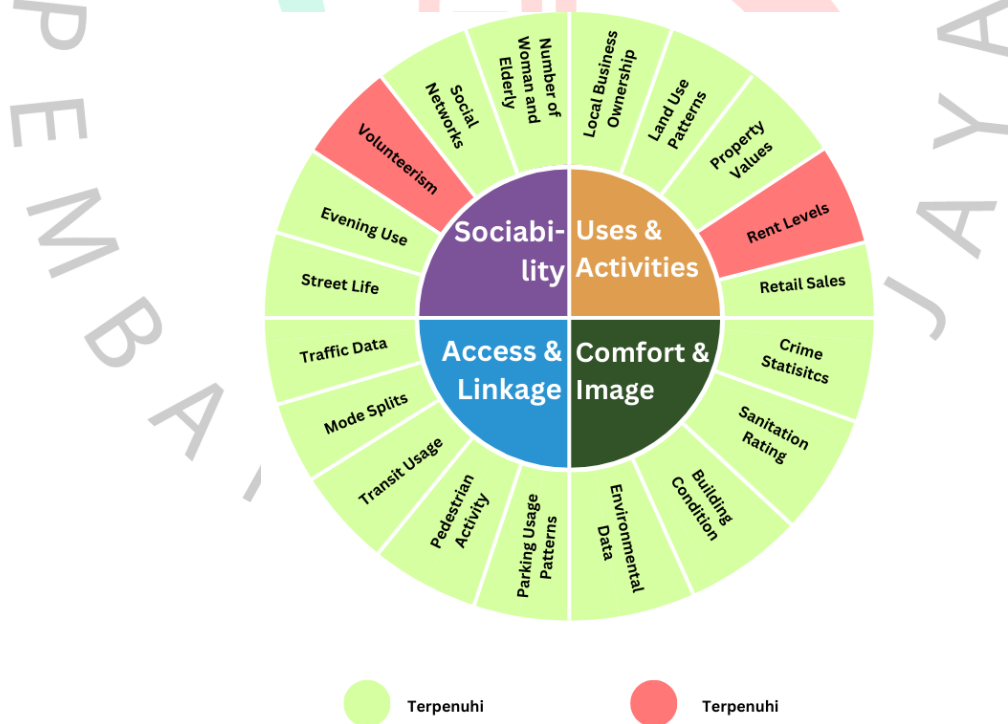 Number of
Woman and
Elderly
Local Business
Ownership
Land Use
Patterns
Property
Values
Rent Levels
Retail Sales
Social
Networks
Volunteerism
Evening Use
Street Life
Sociabi-
lity
Uses &
Activities
Access &
Linkage
Comfort &
Image
Traffic Data
Mode Splits
Transit Usage
Pedestrian
Activity
Parking Usage
Patterns
Crime
Statisitcs
Sanitation
Rating
Building
Condition
Environmental
Data
Terpenuhi
Terpenuhi
P E M B A
J A Y A